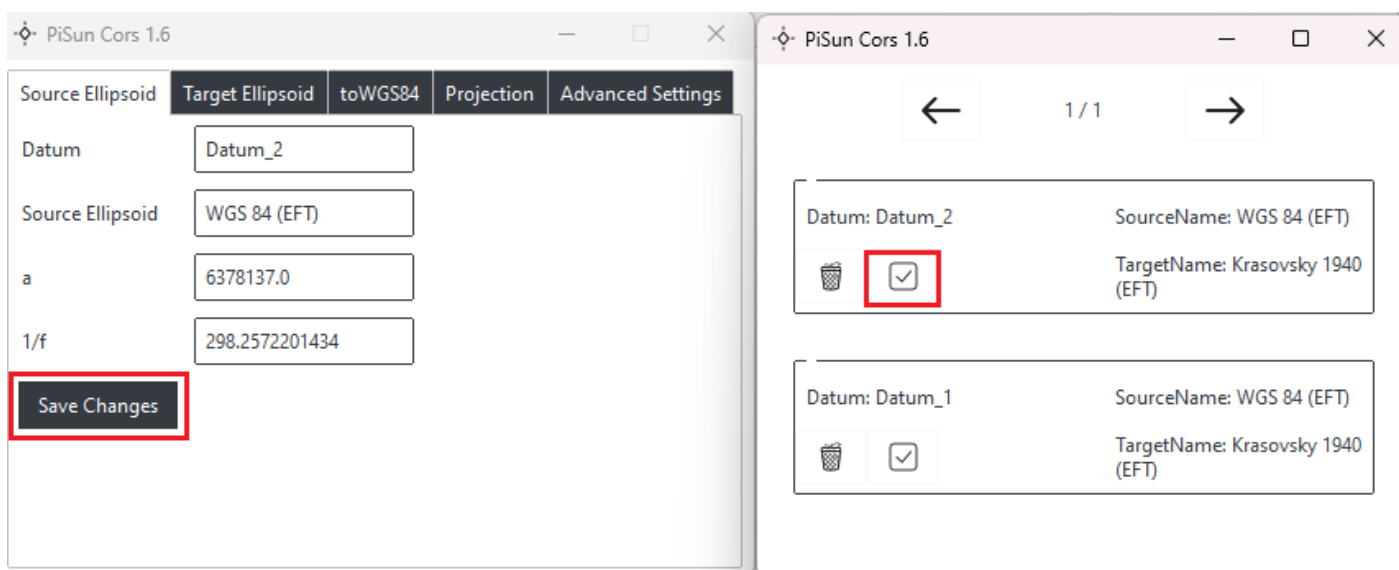 PiSun Cors 1.6
Source Ellipsoid Target Ellipsoid toWGS84 Projection Advanced Settings
Datum Datum_2
Source Ellipsoid WGS 84 (EFT)
a 6378137.0
1/f 298.2572201434
Save Changes
PiSun Cors 1.6
1 / 1
Datum: Datum_2 SourceName: WGS 84 (EFT)
TargetName: Krasovsky 1940
(EFT)
Datum: Datum_1 SourceName: WGS 84 (EFT)
TargetName: Krasovsky 1940
(EFT)